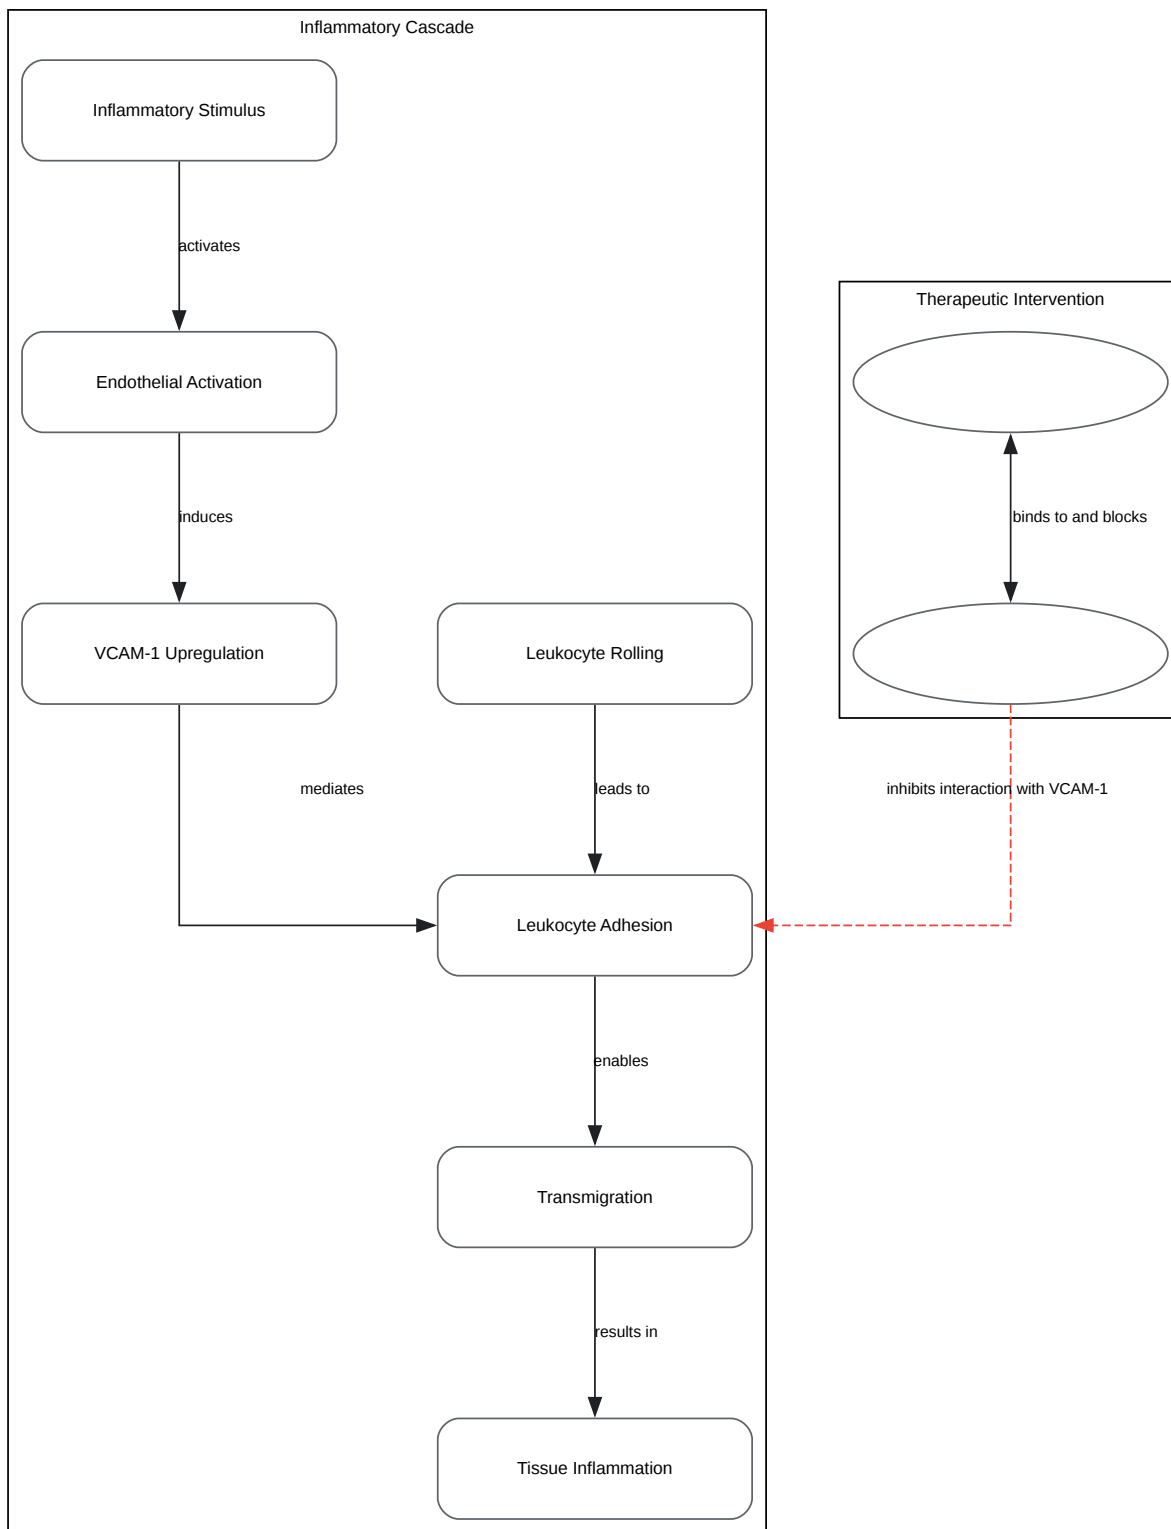 Inflammatory Cascade
Inflammatory Stimulus
activates
Therapeutic Intervention
Endothelial Activation
induces
binds to and blocks
VCAM-1 Upregulation
Leukocyte Rolling
mediates
leads to
inhibits interaction with VCAM-1
Leukocyte Adhesion
enables
Transmigration
results in
Tissue Inflammation